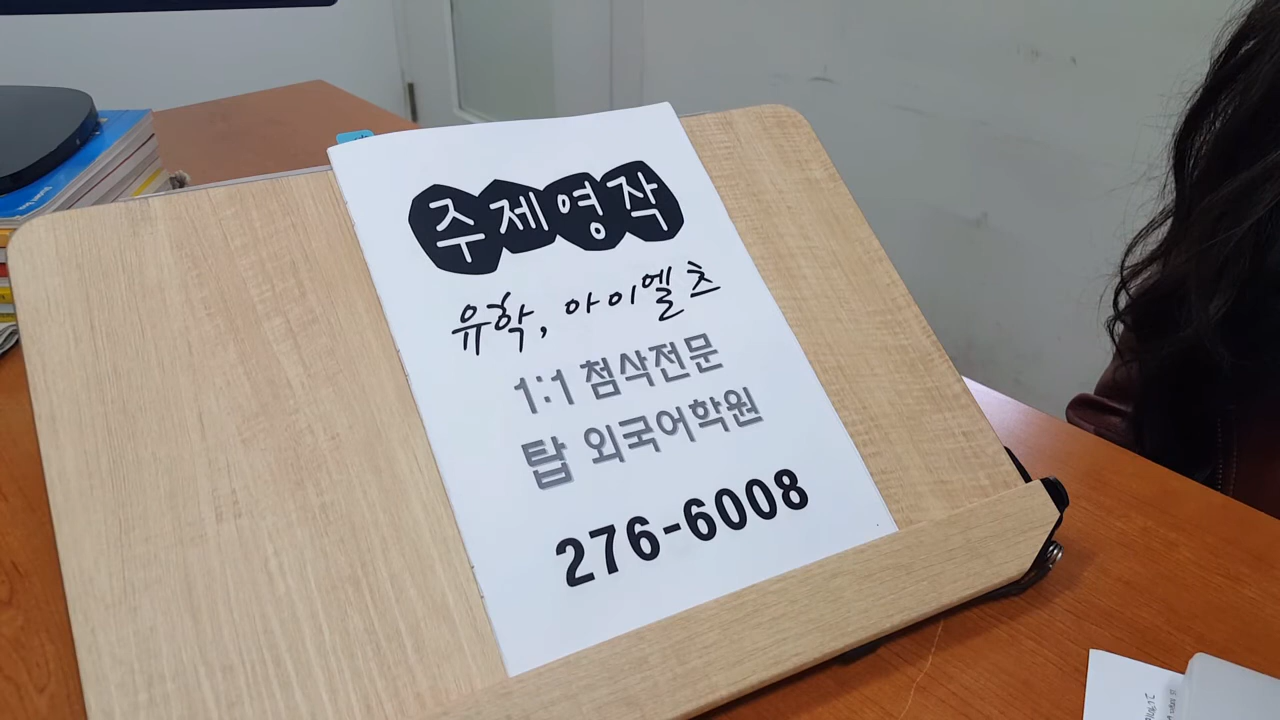 주제영작
유학, 아이엘츠
1:1 첨삭전문
탑 외국어학원
276-6008